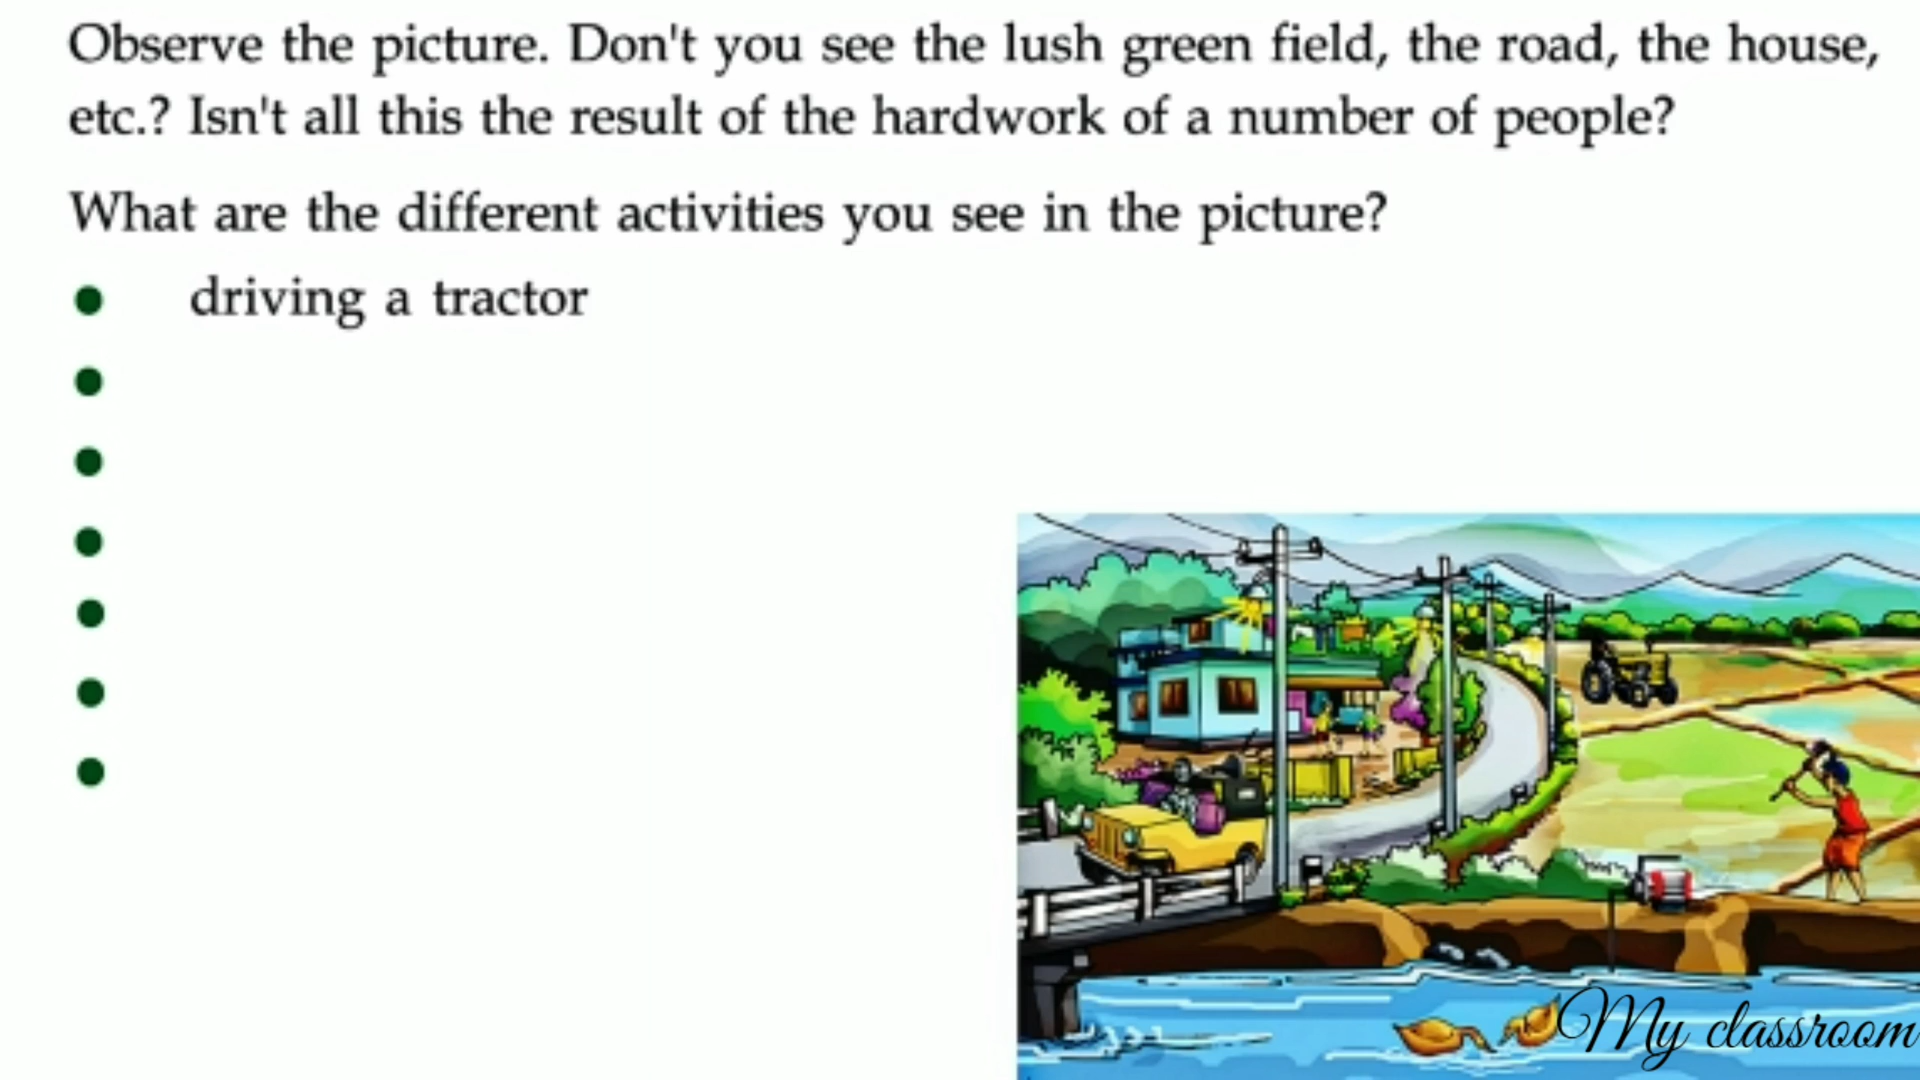 Observe the picture. Don't you see the lush green field, the road, the house,
etc.? Isn't all this the result of the hardwork of a number of people?
What are the different activities you see in the picture?
driving a tractor
My classroom